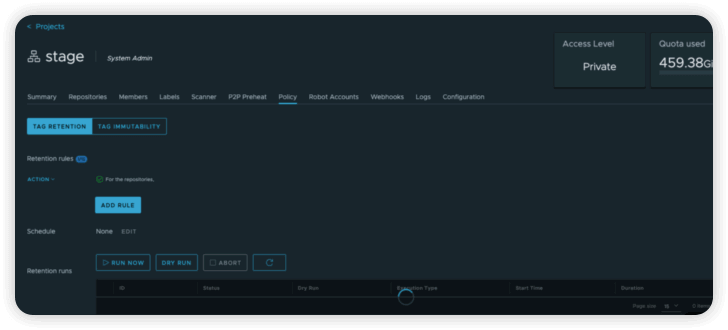 < Projects
stage System Admin
Access Level
Private
Quota used
459.38Gi
Summary Repositories Members Labels Scanner P2P Preheat Policy Robot Accounts Webhooks Logs Configuration
TAG RETENTION TAG IMMUTABILITY
Retention rules
ACTION
For the repositories,
ADD RULE
Schedule None EDIT
Retention runs RUN NOW DRY RUN ABORT
ID Status Dry Run Execution Type Start Time Duration
Page size 15 0 items